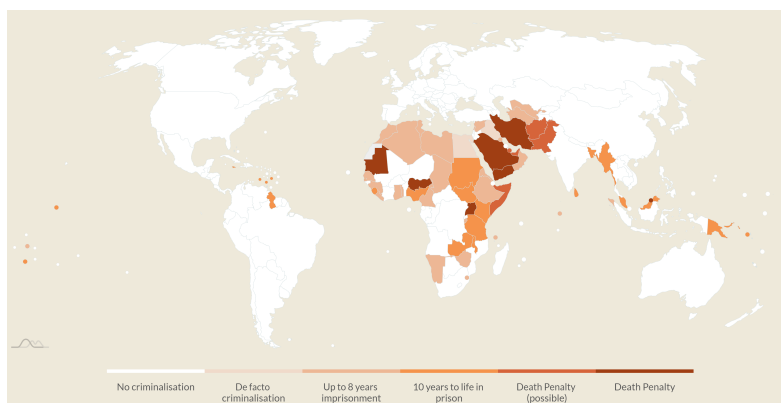 No criminalisation
De facto
criminalisation
Up to 8 years
imprisonment
10 years to life in
prison
Death Penalty
(possible)
Death Penalty